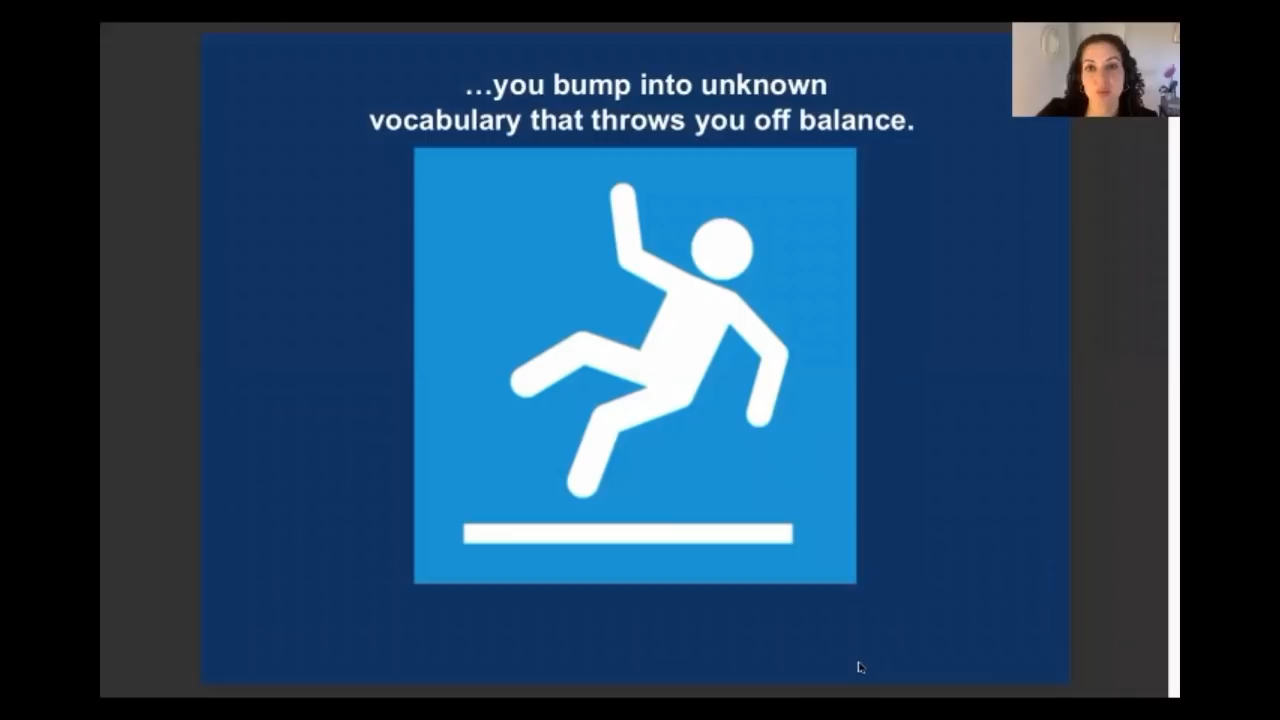 …you bump into unknown
vocabulary that throws you off balance.